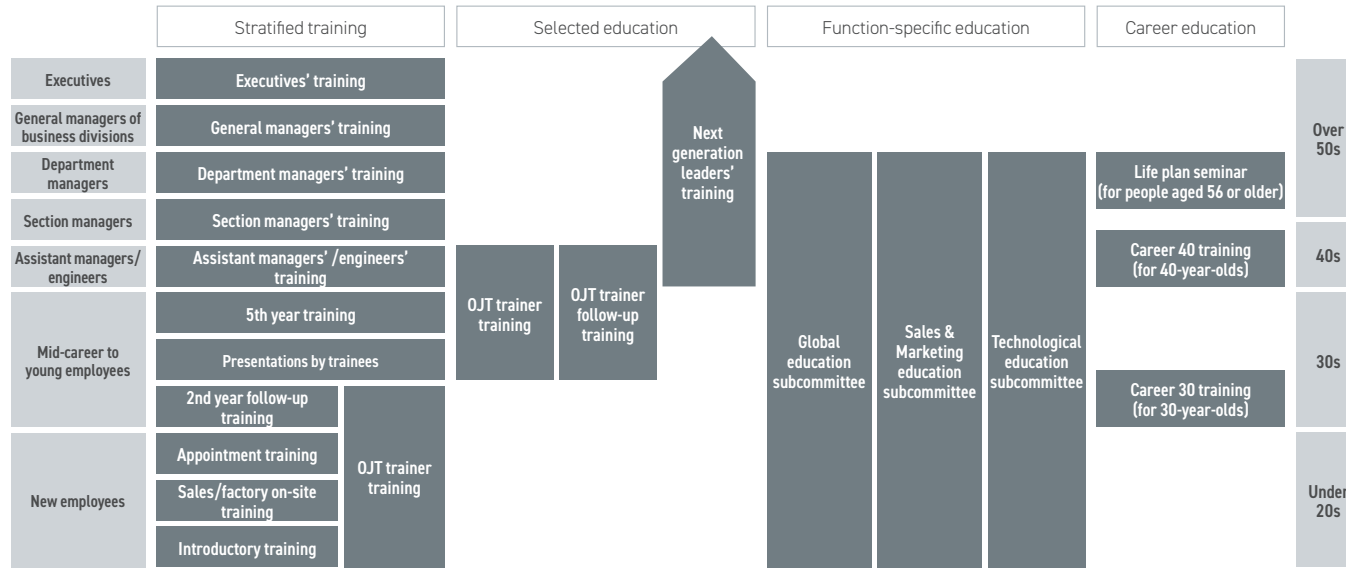 Stratified training
Selected education
Function-specific education
Career education
Executives
General managers of
business divisions
Department
managers
Section managers
Assistant managers/
engineers
Mid-career to
young employees
New employees
Executives' training
General managers' training
Department managers' training
Section managers' training
Assistant managers' /engineers'
training
5th year training
Presentations by trainees
2nd year follow-up
training
Appointment training
Sales/factory on-site
training
Introductory training
OJT trainer
training
OJT trainer
training
OJT trainer
follow-up
training
Next
generation
leaders'
training
Global
education
subcommittee
Sales &
Marketing
education
subcommittee
Technological
education
subcommittee
Life plan seminar
(for people aged 56 or older)
Career 40 training
(for 40-year-olds)
Career 30 training
(for 30-year-olds)
Over
50s
40s
30s
Under
20s